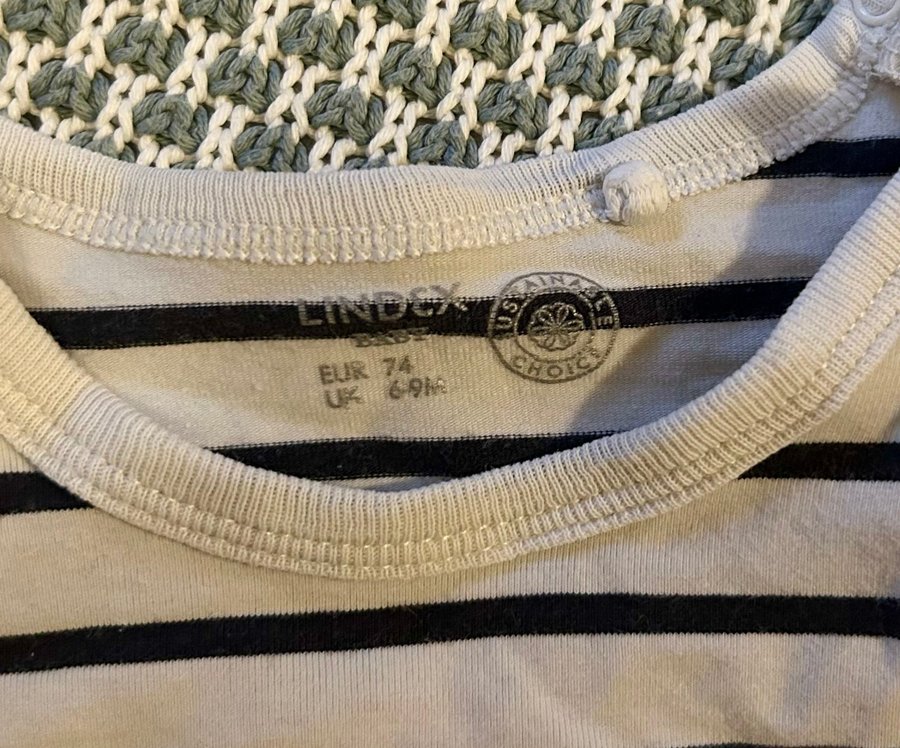 LINDEX
BABY
EUR 74
UK 6-9M
SUSTAINABLE
CHOICE